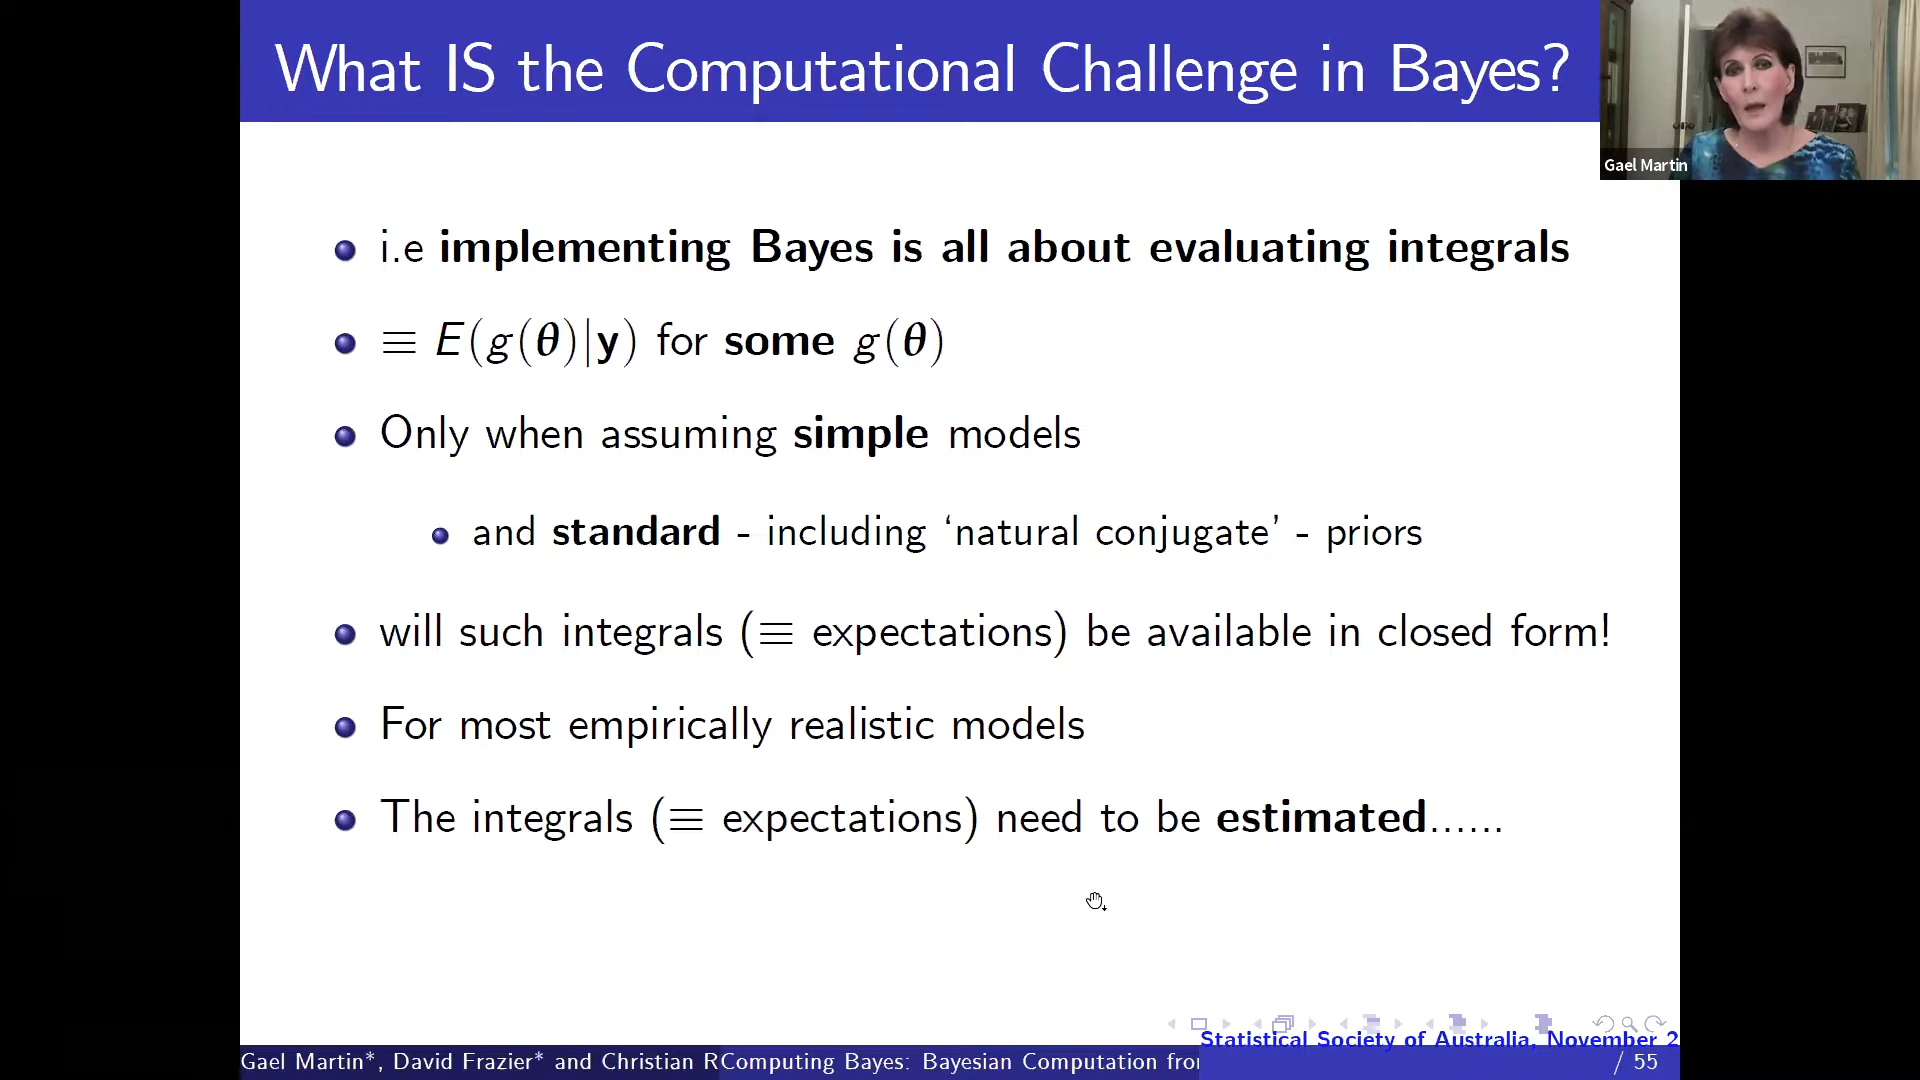 What IS the Computational Challenge in Bayes?
Gael Martin
i.e implementing Bayes is all about evaluating integrals
≡ E(g(θ)|y) for some g(θ)
Only when assuming simple models
and standard - including ‘natural conjugate’ - priors
will such integrals (≡ expectations) be available in closed form!
For most empirically realistic models
The integrals (≡ expectations) need to be estimated......
Statistical Society of Australia, November 2
Gael Martin*, David Frazier* and Christian R
Computing Bayes: Bayesian Computation from
/ 55